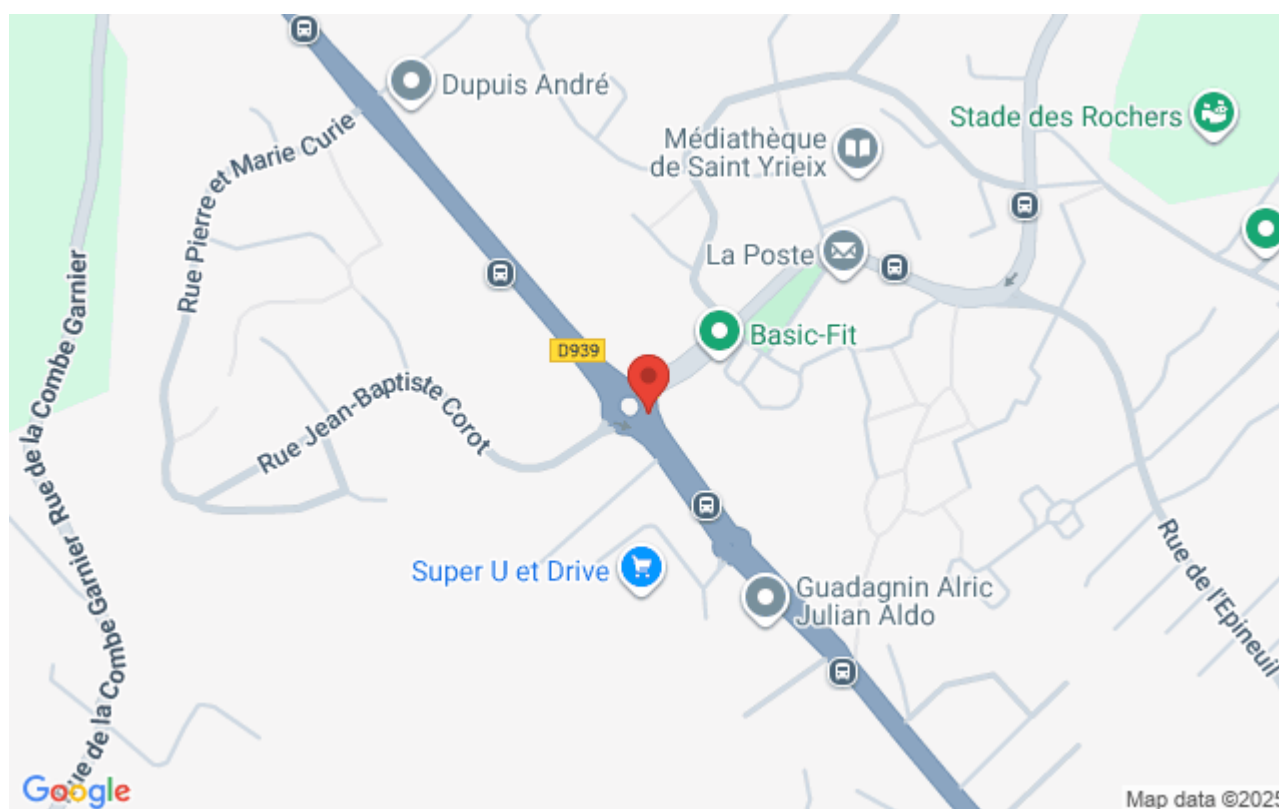 Dupuis André
Stade des Rochers
Médiathèque
de Saint Yrieix
Rue Pierre et Marie Curie
La Poste
Basic-Fit
D939
Rue de la Combe Garnier
Rue Jean-Baptiste Corot
Super U et Drive
Guadagnin Alric
Julian Aldo
Rue de l'Epineuil
Rue de la Combe Garnier
Google
Map data ©2025